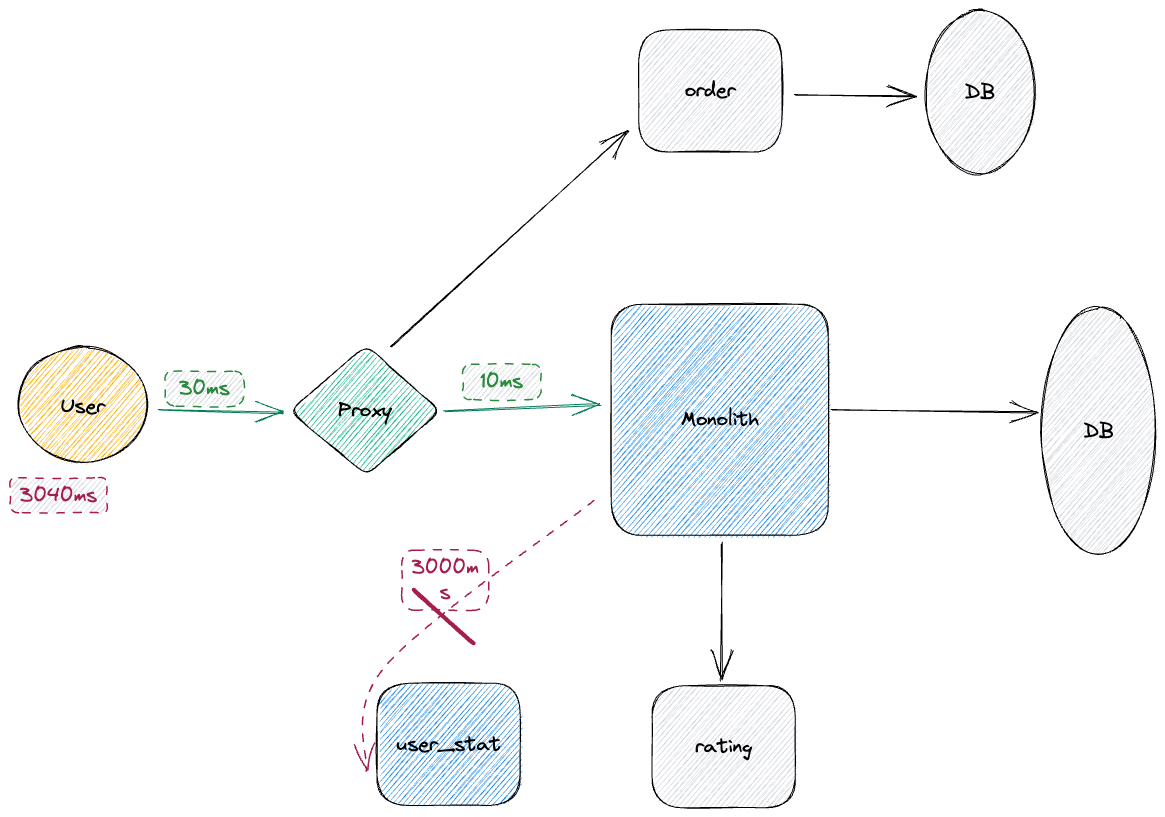 order
DB
30ms
10ms
User
Proxy
Monolith
DB
3040ms
3000m
s
user_stat
rating